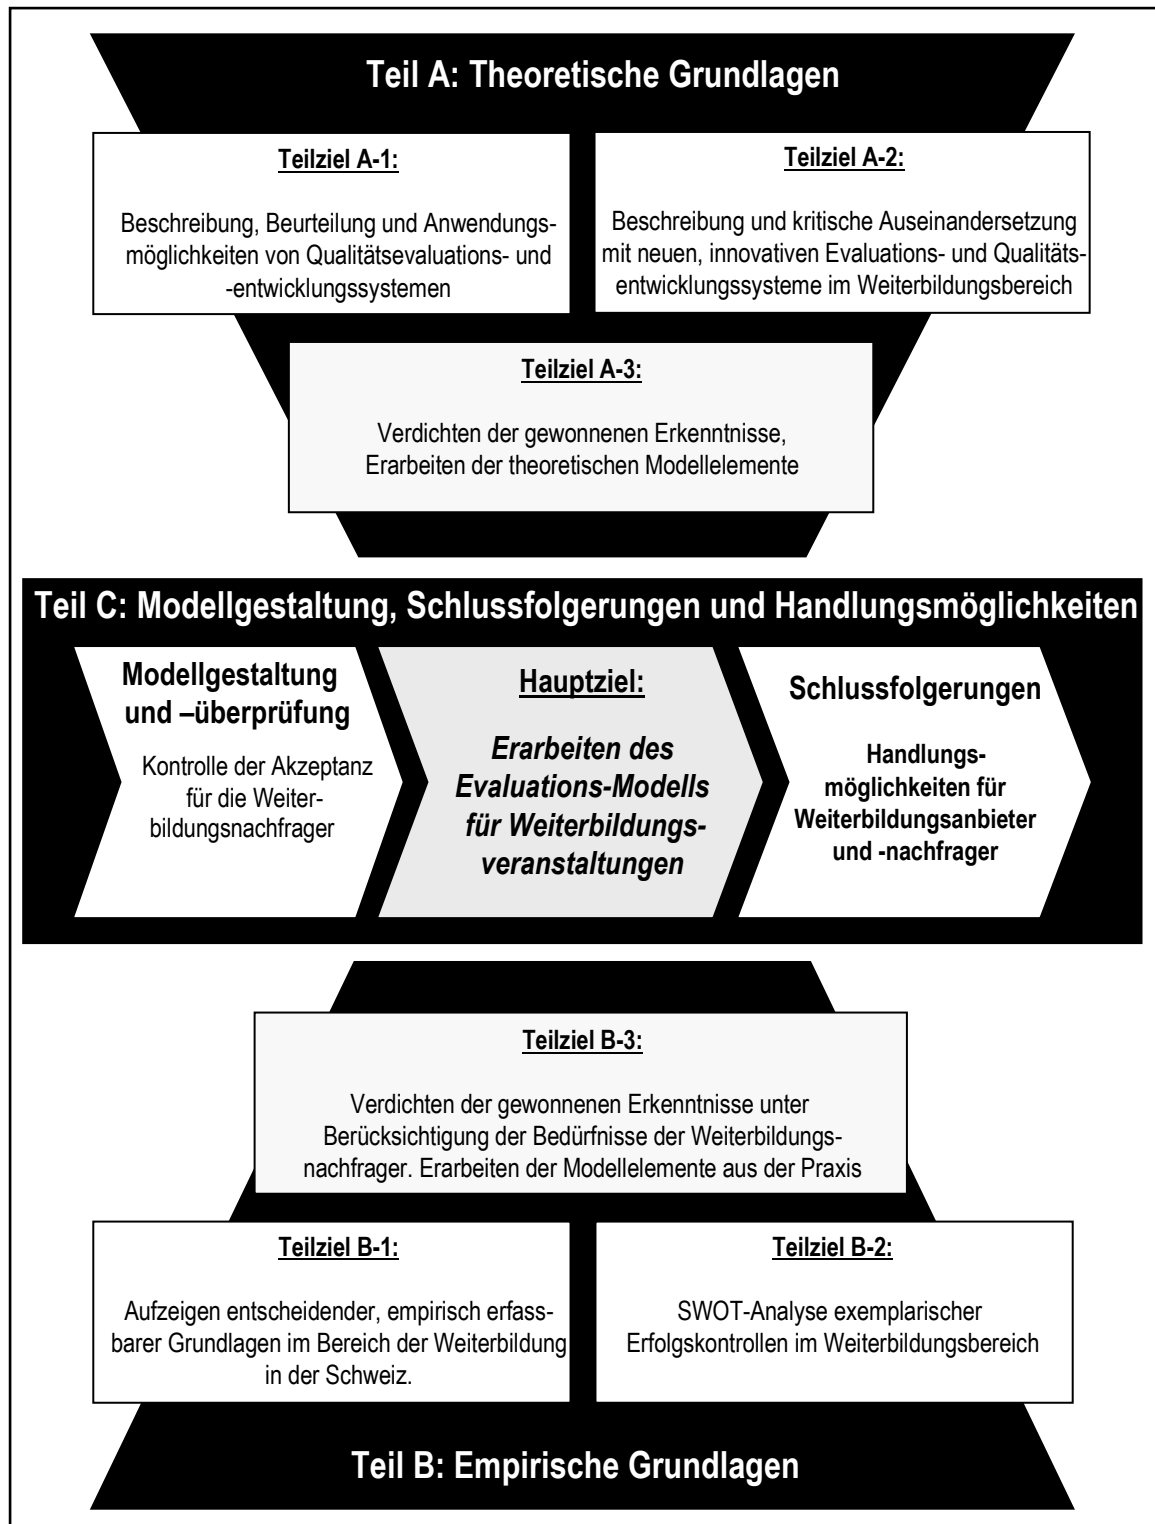 Teil A: Theoretische Grundlagen
Teilziel A-1:
Beschreibung, Beurteilung und Anwendungs-
möglichkeiten von Qualitätsevaluations- und
-entwicklungssystemen
Teilziel A-2:
Beschreibung und kritische Auseinandersetzung
mit neuen, innovativen Evaluations- und Qualitäts-
entwicklungssysteme im Weiterbildungsbereich
Teilziel A-3:
Verdichten der gewonnenen Erkenntnisse,
Erarbeiten der theoretischen Modellelemente
Teil C: Modellgestaltung, Schlussfolgerungen und Handlungsmöglichkeiten
Modellgestaltung
und –überprüfung
Kontrolle der Akzeptanz
für die Weiter-
bildungsnachfrager
Hauptziel:
Erarbeiten des
Evaluations-Modells
für Weiterbildungs-
veranstaltungen
Schlussfolgerungen
Handlungs-
möglichkeiten für
Weiterbildungsanbieter
und -nachfrager
Teilziel B-3:
Verdichten der gewonnenen Erkenntnisse unter
Berücksichtigung der Bedürfnisse der Weiterbildungs-
nachfrager. Erarbeiten der Modellelemente aus der Praxis
Teilziel B-1:
Aufzeigen entscheidender, empirisch erfass-
barer Grundlagen im Bereich der Weiterbildung
in der Schweiz.
Teilziel B-2:
SWOT-Analyse exemplarischer
Erfolgskontrollen im Weiterbildungsbereich
Teil B: Empirische Grundlagen